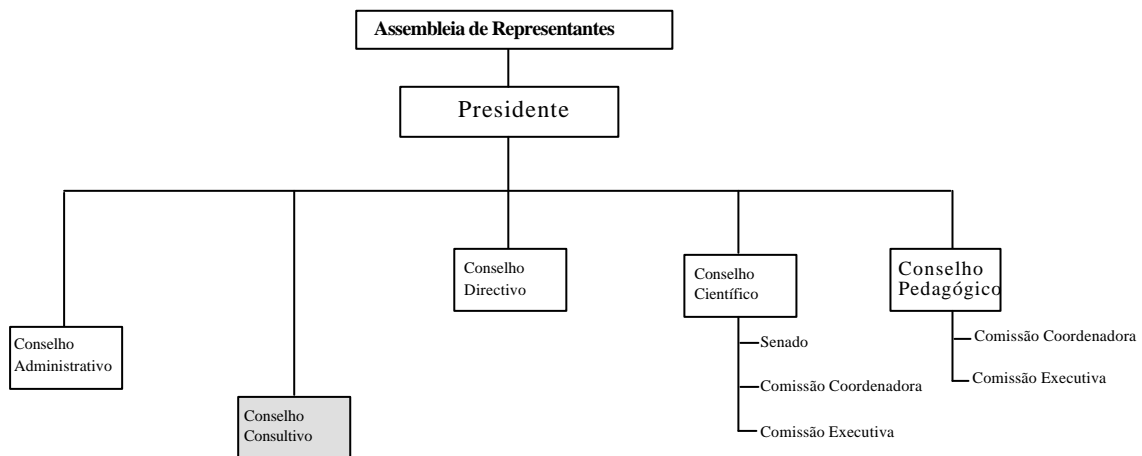 Assembleia de Representantes
Presidente
Conselho
Directivo
Conselho
Científico
Conselho
Pedagógico
Conselho
Administrativo
Senado
Comissão Coordenadora
Comissão Executiva
Comissão Coordenadora
Comissão Executiva
Conselho
Consultivo